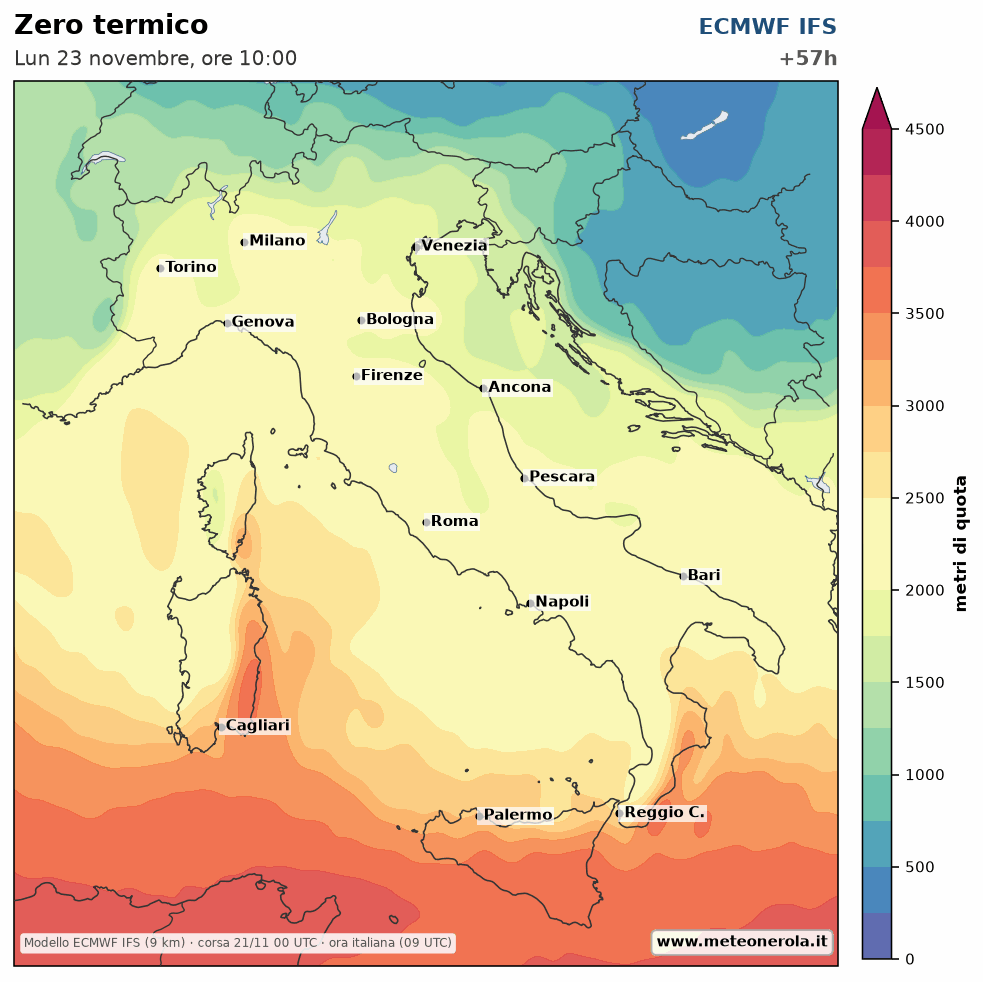 Zero termico
ECMWF IFS
Lun 23 novembre, ore 10:00
+57h
Milano
Venezia
Torino
Genova
Bologna
Firenze
Ancona
Pescara
Roma
Bari
Napoli
Cagliari
Palermo
Reggio C.
4500
4000
3500
3000
2500
2000
1500
1000
500
0
metri di quota
Modello ECMWF IFS (9 km) · corsa 21/11 00 UTC · ora italiana (09 UTC)
www.meteonerola.it